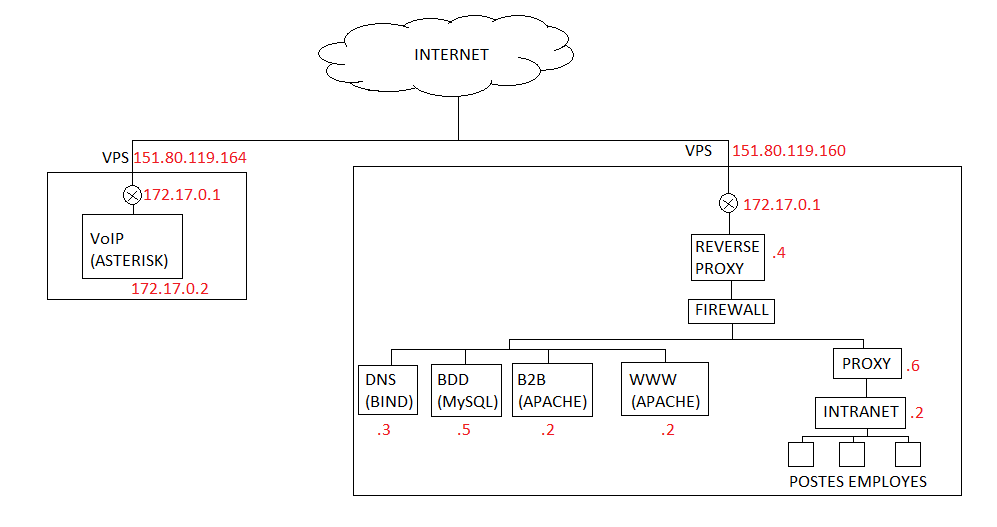 INTERNET
VPS 151.80.119.164
VPS 151.80.119.160
172.17.0.1
172.17.0.1
VoIP
(ASTERISK)
172.17.0.2
REVERSE
PROXY
.4
FIREWALL
PROXY
.6
DNS
(BIND)
BDD
(MySQL)
B2B
(APACHE)
WWW
(APACHE)
INTRANET
.2
.3
.5
.2
.2
POSTES EMPLOYES